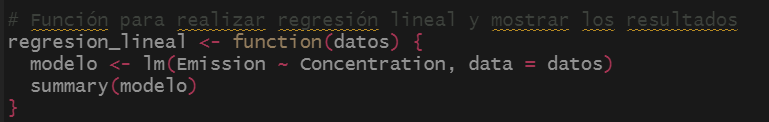 # Función para realizar regresión lineal y mostrar los resultados
regresion_lineal <- function(datos) {
  modelo <- lm(Emission ~ Concentration, data = datos)
  summary(modelo)
}